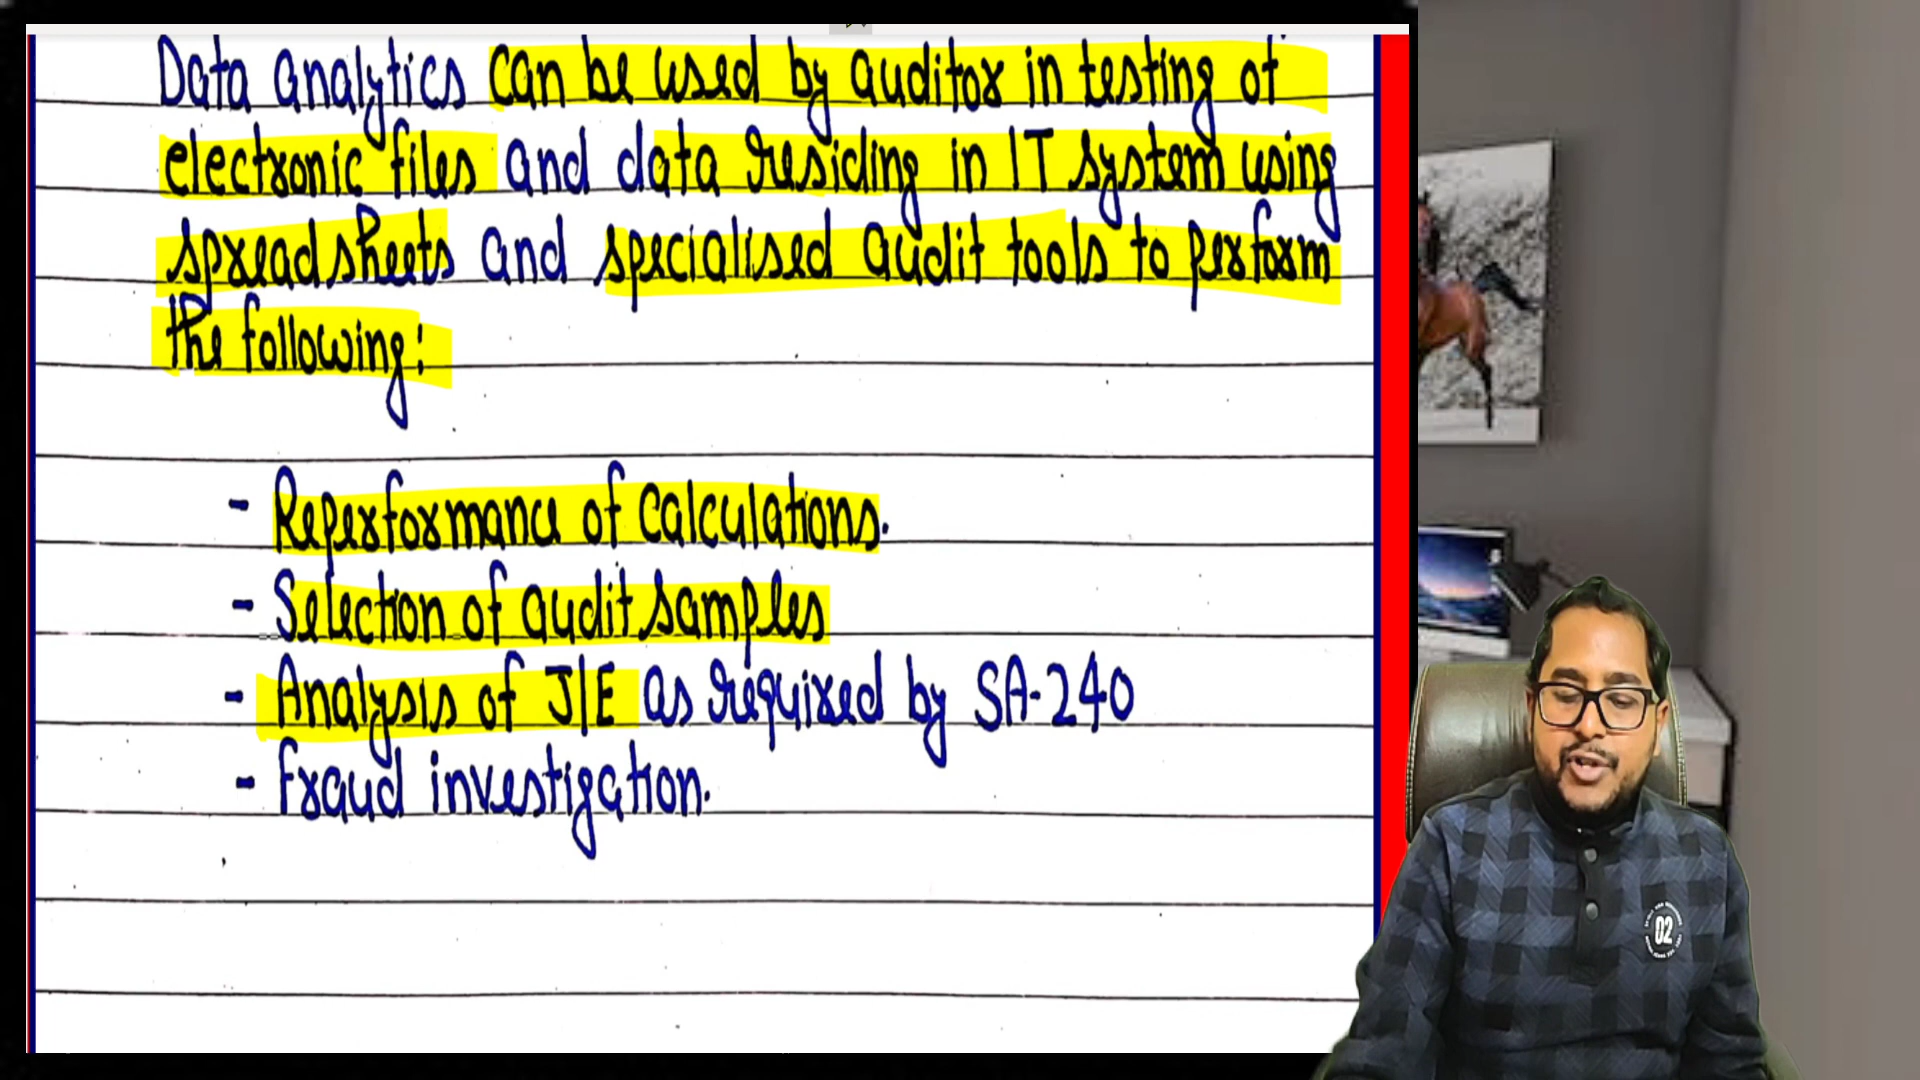 Data analytics can be used by auditor in testing of
electronic files and data residing in IT system using
spreadsheets and specialised audit tools to perform
the following:
- Reperformance of Calculations.
- Selection of audit samples
- Analysis of J/E as required by SA-240
- Fraud investigation.
02